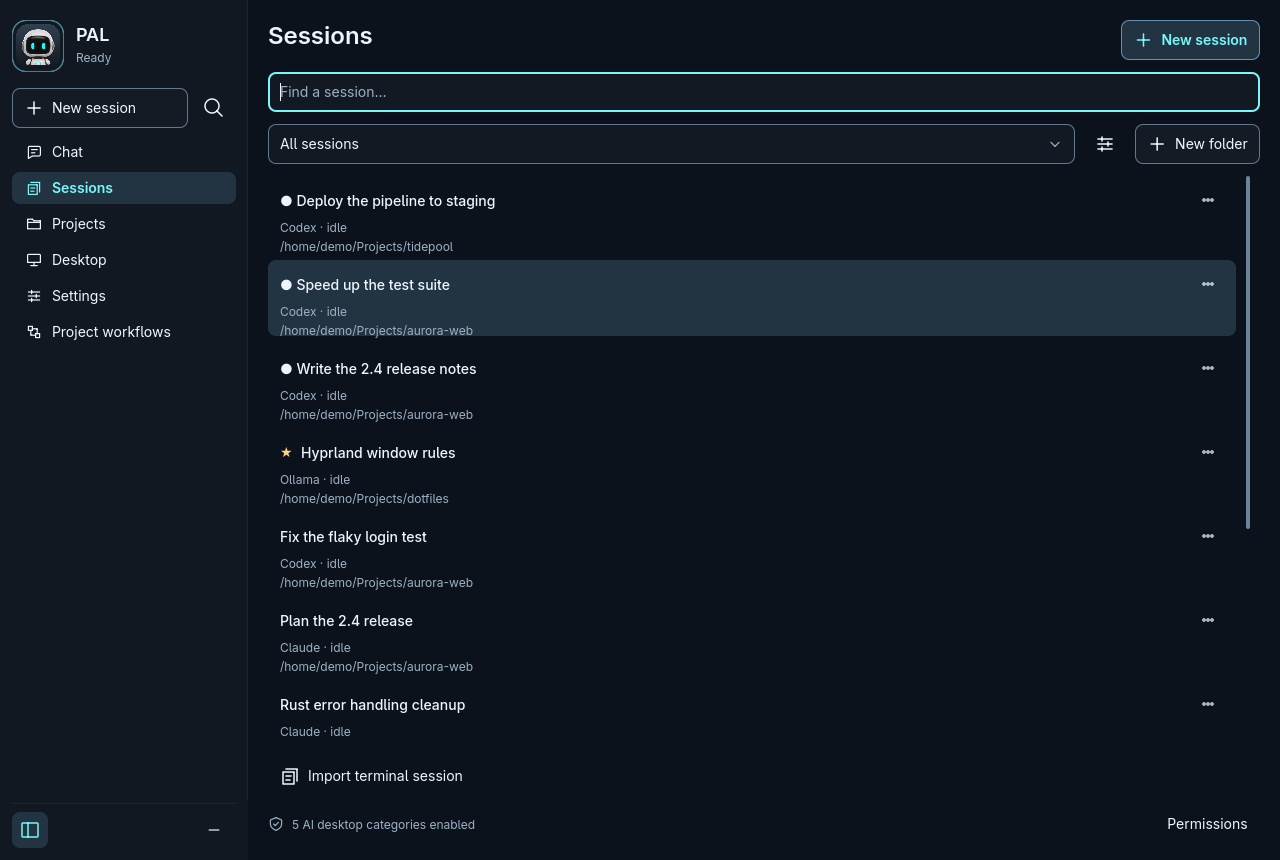 PAL
Ready
New session
Chat
Sessions
Projects
Desktop
Settings
Project workflows
Sessions
New session
Find a session...
All sessions
New folder
Deploy the pipeline to staging
Codex · idle
/home/demo/Projects/tidepool
Speed up the test suite
Codex · idle
/home/demo/Projects/aurora-web
Write the 2.4 release notes
Codex · idle
/home/demo/Projects/aurora-web
Hyprland window rules
Ollama · idle
/home/demo/Projects/dotfiles
Fix the flaky login test
Codex · idle
/home/demo/Projects/aurora-web
Plan the 2.4 release
Claude · idle
/home/demo/Projects/aurora-web
Rust error handling cleanup
Claude · idle
Import terminal session
5 AI desktop categories enabled
Permissions